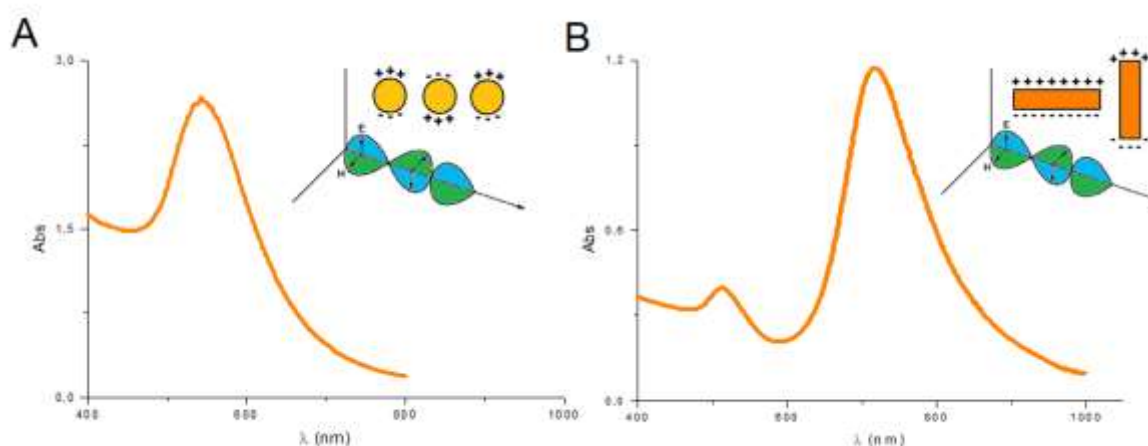 A
3,0
1,5
0,0
Abs
400
600
800
1000
λ (nm)
+++
---
---
+++
+++
---
E
H
B
1.2
0.6
0.0
Abs
400
600
800
1000
λ (nm)
++++++++
--------
++++
E
H